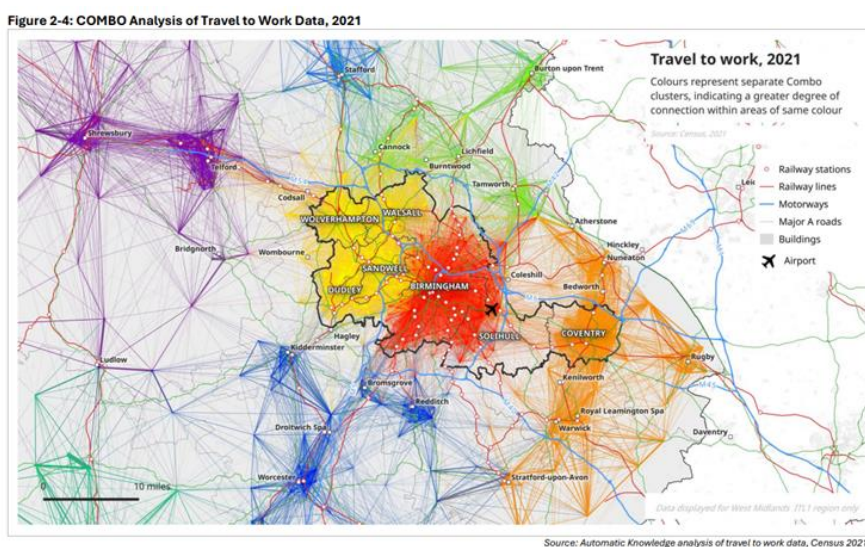 Figure 2-4: COMBO Analysis of Travel to Work Data, 2021
Travel to work, 2021
Colours represent separate Combo
clusters, indicating a greater degree of
connection within areas of same colour
Source: Census, 2021
Railway stations
Railway lines
Motorways
Major A roads
Buildings
Airport
Stafford
Burton upon Trent
Shrewsbury
Telford
Cannock
Lichfield
Burntwood
M54
Codsall
Tamworth
WALSALL
WOLVERHAMPTON
Atherstone
Bridgnorth
Wombourne
Hinckley
Nuneaton
SANDWELL
Coleshill
DUDLEY
BIRMINGHAM
Bedworth
Hagley
SOLIHULL
COVENTRY
Kidderminster
Ludlow
Rugby
Bromsgrove
Kenilworth
M45
Redditch
Royal Leamington Spa
Droitwich Spa
Warwick
Daventry
Worcester
Stratford-upon-Avon
0 10 miles
Data displayed for West Midlands ITL1 region only
Source: Automatic Knowledge analysis of travel to work data, Census 2021